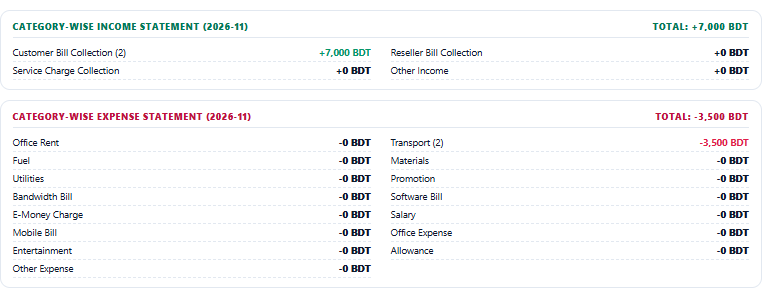 CATEGORY-WISE INCOME STATEMENT (2026-11) TOTAL: +7,000 BDT
Customer Bill Collection (2) +7,000 BDT Reseller Bill Collection +0 BDT
Service Charge Collection +0 BDT Other Income +0 BDT
CATEGORY-WISE EXPENSE STATEMENT (2026-11) TOTAL: -3,500 BDT
Office Rent -0 BDT Transport (2) -3,500 BDT
Fuel -0 BDT Materials -0 BDT
Utilities -0 BDT Promotion -0 BDT
Bandwidth Bill -0 BDT Software Bill -0 BDT
E-Money Charge -0 BDT Salary -0 BDT
Mobile Bill -0 BDT Office Expense -0 BDT
Entertainment -0 BDT Allowance -0 BDT
Other Expense -0 BDT